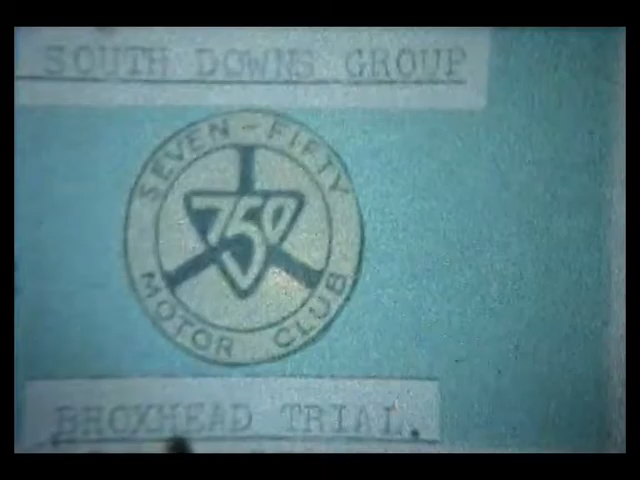 SOUTH DOWNS GROUP
SEVEN-FIFTY
750
MOTOR CLUB
BROXHEAD TRIAL.